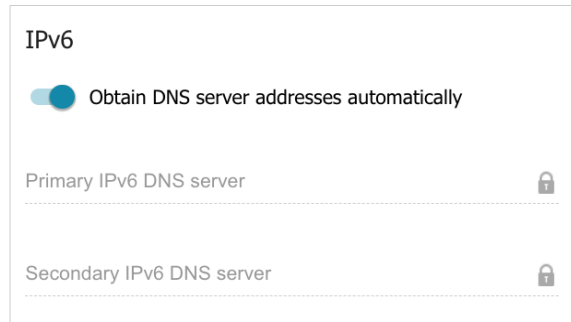 IPv6
Obtain DNS server addresses automatically
Primary IPv6 DNS server
Secondary IPv6 DNS server